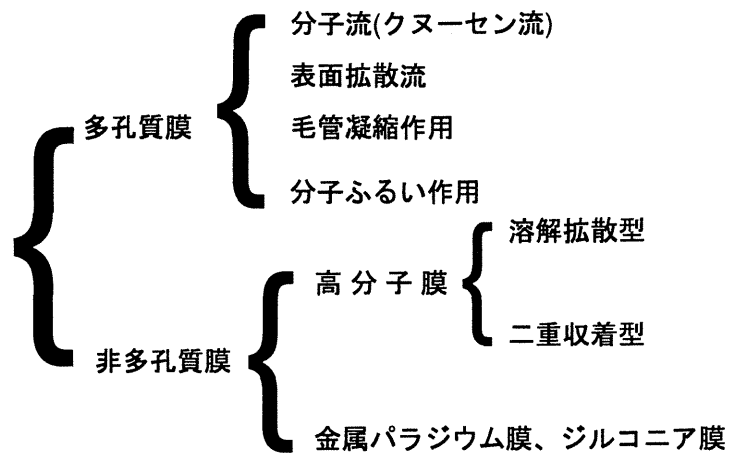 分子流(クヌーセン流)
表面拡散流
多孔質膜
毛管凝縮作用
分子ふるい作用
溶解拡散型
高分子膜
二重収着型
非多孔質膜
金属パラジウム膜、ジルコニア膜